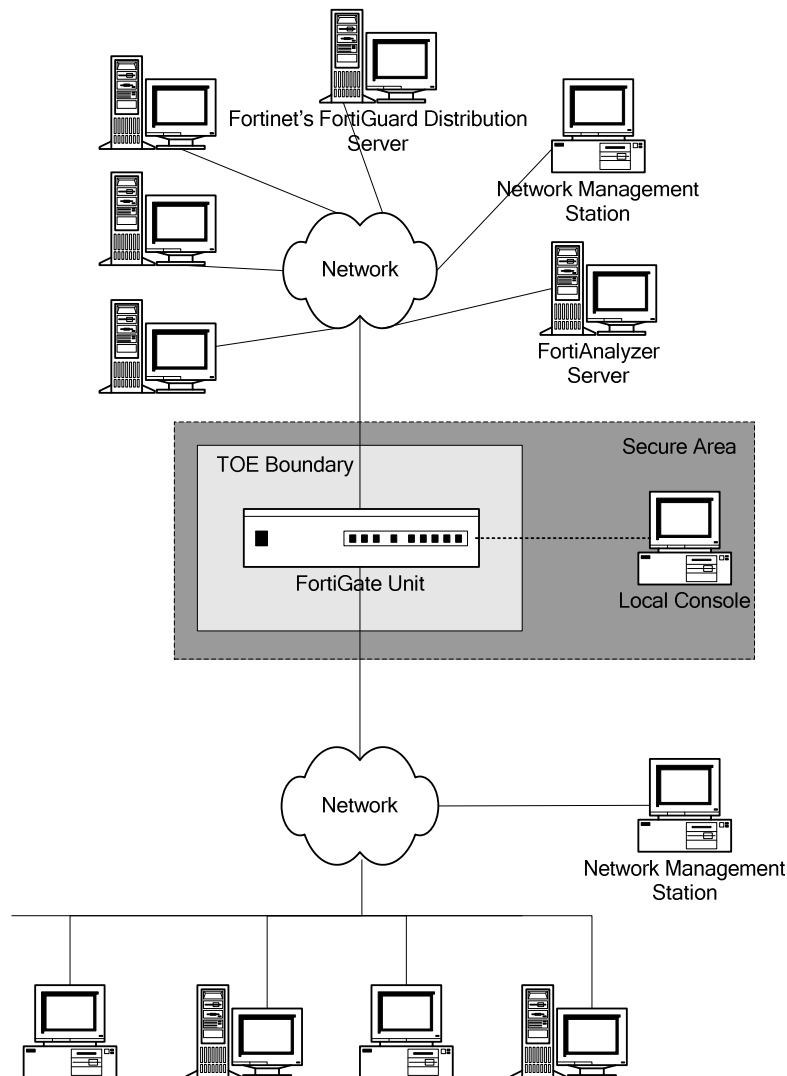 Fortinet's FortiGuard Distribution
Server
Network Management
Station
Network
FortiAnalyzer
Server
Secure Area
TOE Boundary
FortiGate Unit
Local Console
Network
Network Management
Station